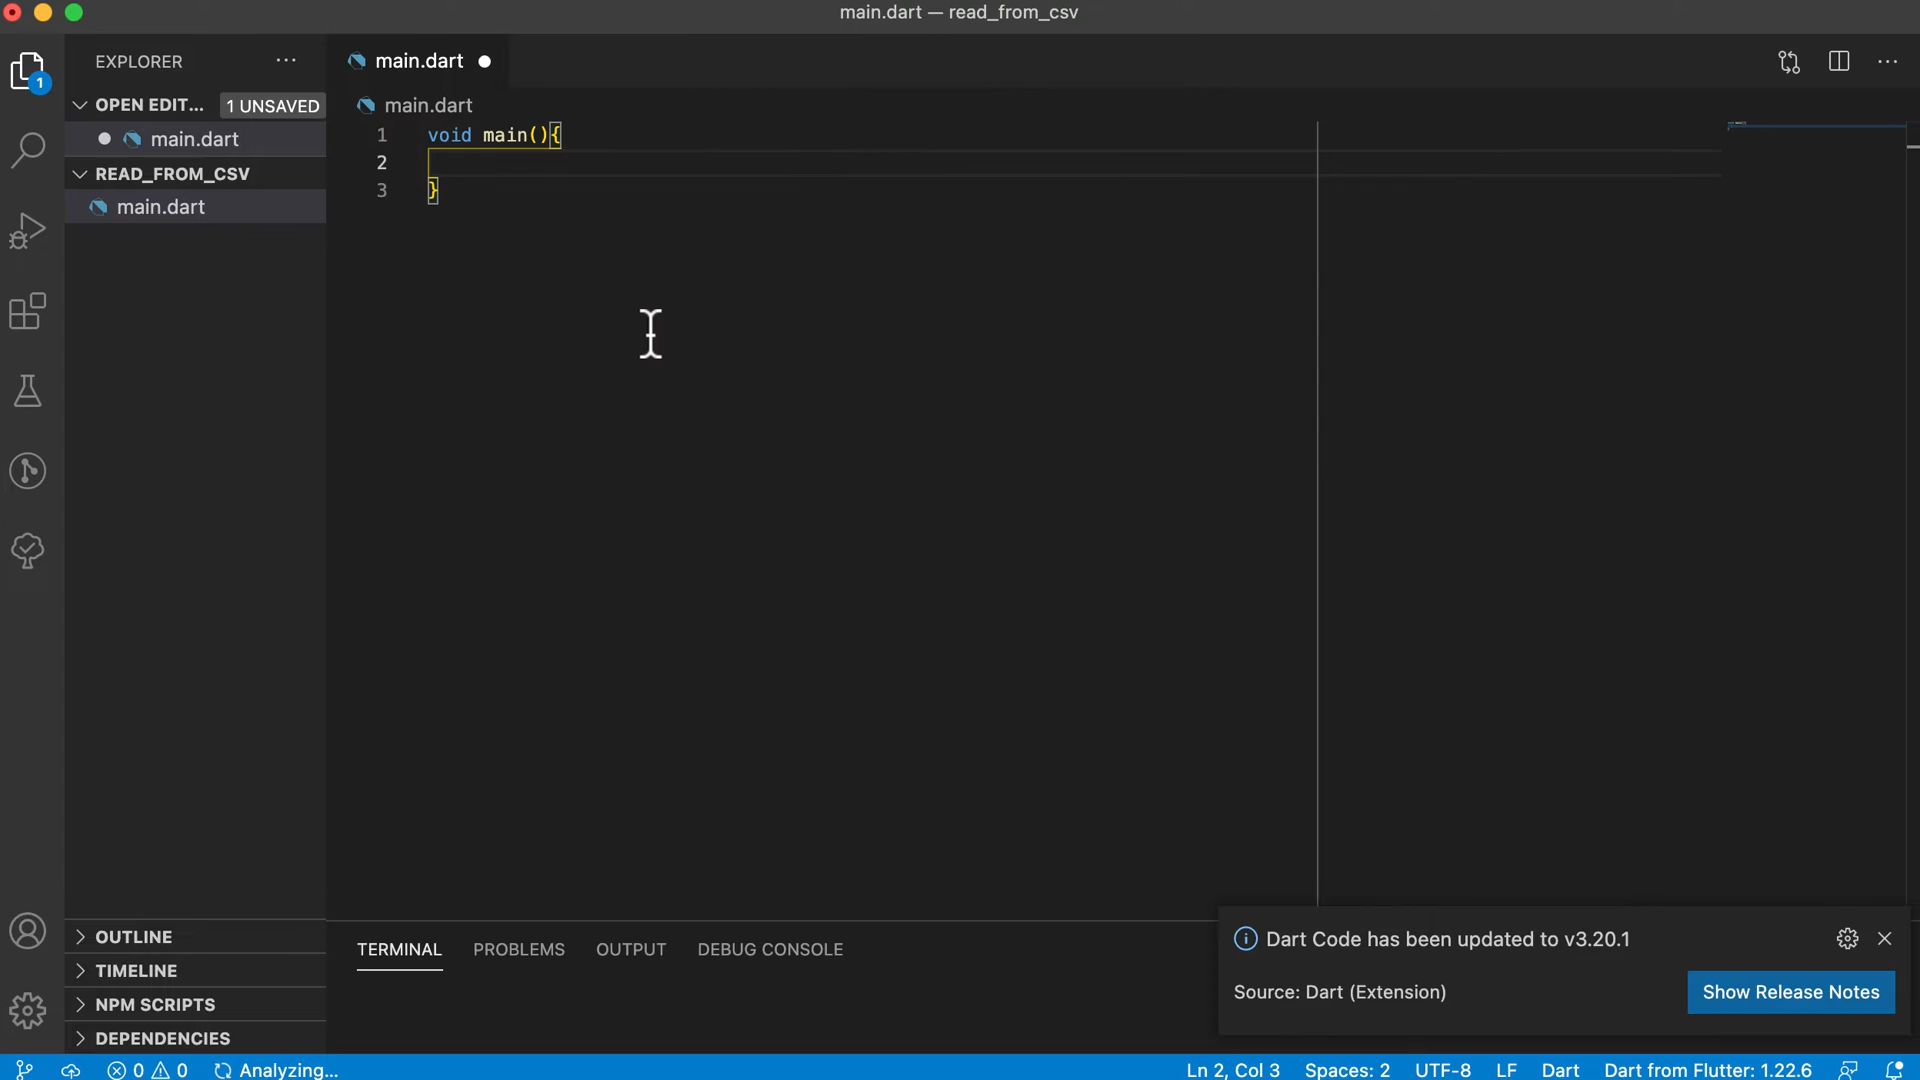 main.dart — read_from_csv
EXPLORER
main.dart
1
OPEN EDIT... 1 UNSAVED
main.dart
main.dart
1 void main(){
2
3 }
READ_FROM_CSV
main.dart
OUTLINE
TIMELINE
NPM SCRIPTS
DEPENDENCIES
TERMINAL PROBLEMS OUTPUT DEBUG CONSOLE
Dart Code has been updated to v3.20.1
Source: Dart (Extension)
Show Release Notes
0 0 Analyzing...
Ln 2, Col 3 Spaces: 2 UTF-8 LF Dart Dart from Flutter: 1.22.6